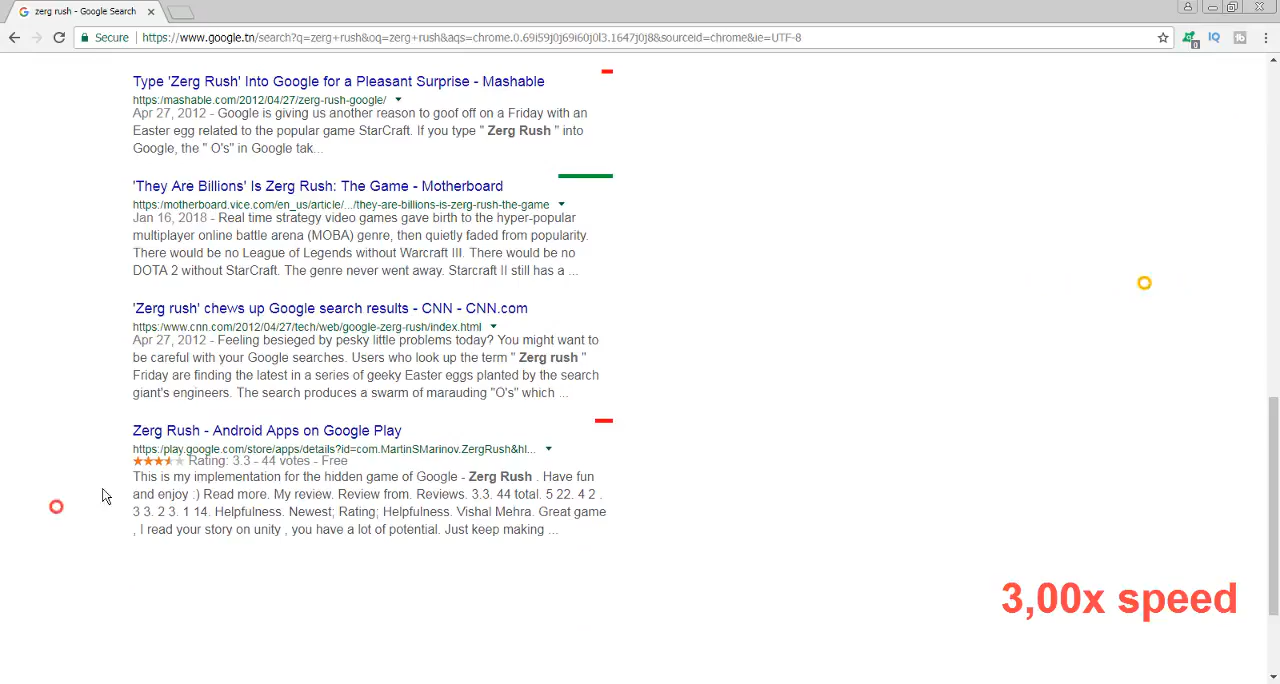 zerg rush - Google Search
Secure
https://www.google.tn/search?q=zerg+rush&oq=zerg+rush&aqs=chrome.0.69i59j0j69i60j0l3.1647j0j8&sourceid=chrome&ie=UTF-8
Type 'Zerg Rush' Into Google for a Pleasant Surprise - Mashable
https:/mashable.com/2012/04/27/zerg-rush-google/
Apr 27, 2012 - Google is giving us another reason to goof off on a Friday with an
Easter egg related to the popular game StarCraft. If you type " Zerg Rush " into
Google, the " O's" in Google tak...
'They Are Billions' Is Zerg Rush: The Game - Motherboard
https:/motherboard.vice.com/en_us/article/.../they-are-billions-is-zerg-rush-the-game
Jan 16, 2018 - Real time strategy video games gave birth to the hyper-popular
multiplayer online battle arena (MOBA) genre, then quietly faded from popularity.
There would be no League of Legends without Warcraft III. There would be no
DOTA 2 without StarCraft. The genre never went away. Starcraft II still has a ...
'Zerg rush' chews up Google search results - CNN - CNN.com
https:/www.cnn.com/2012/04/27/tech/web/google-zerg-rush/index.html
Apr 27, 2012 - Feeling besieged by pesky little problems today? You might want to
be careful with your Google searches. Users who look up the term " Zerg rush "
Friday are finding the latest in a series of geeky Easter eggs planted by the search
giant's engineers. The search produces a swarm of marauding "O's" which ...
Zerg Rush - Android Apps on Google Play
https:/play.google.com/store/apps/details?id=com.MartinSMarinov.ZergRush&hl...
Rating: 3.3 - 44 votes - Free
This is my implementation for the hidden game of Google - Zerg Rush . Have fun
and enjoy :) Read more. My review. Review from. Reviews. 3.3. 44 total. 5 22. 4 2 .
3 3. 2 3. 1 14. Helpfulness. Newest; Rating; Helpfulness. Vishal Mehra. Great game
, I read your story on unity , you have a lot of potential. Just keep making ...
3,00x speed